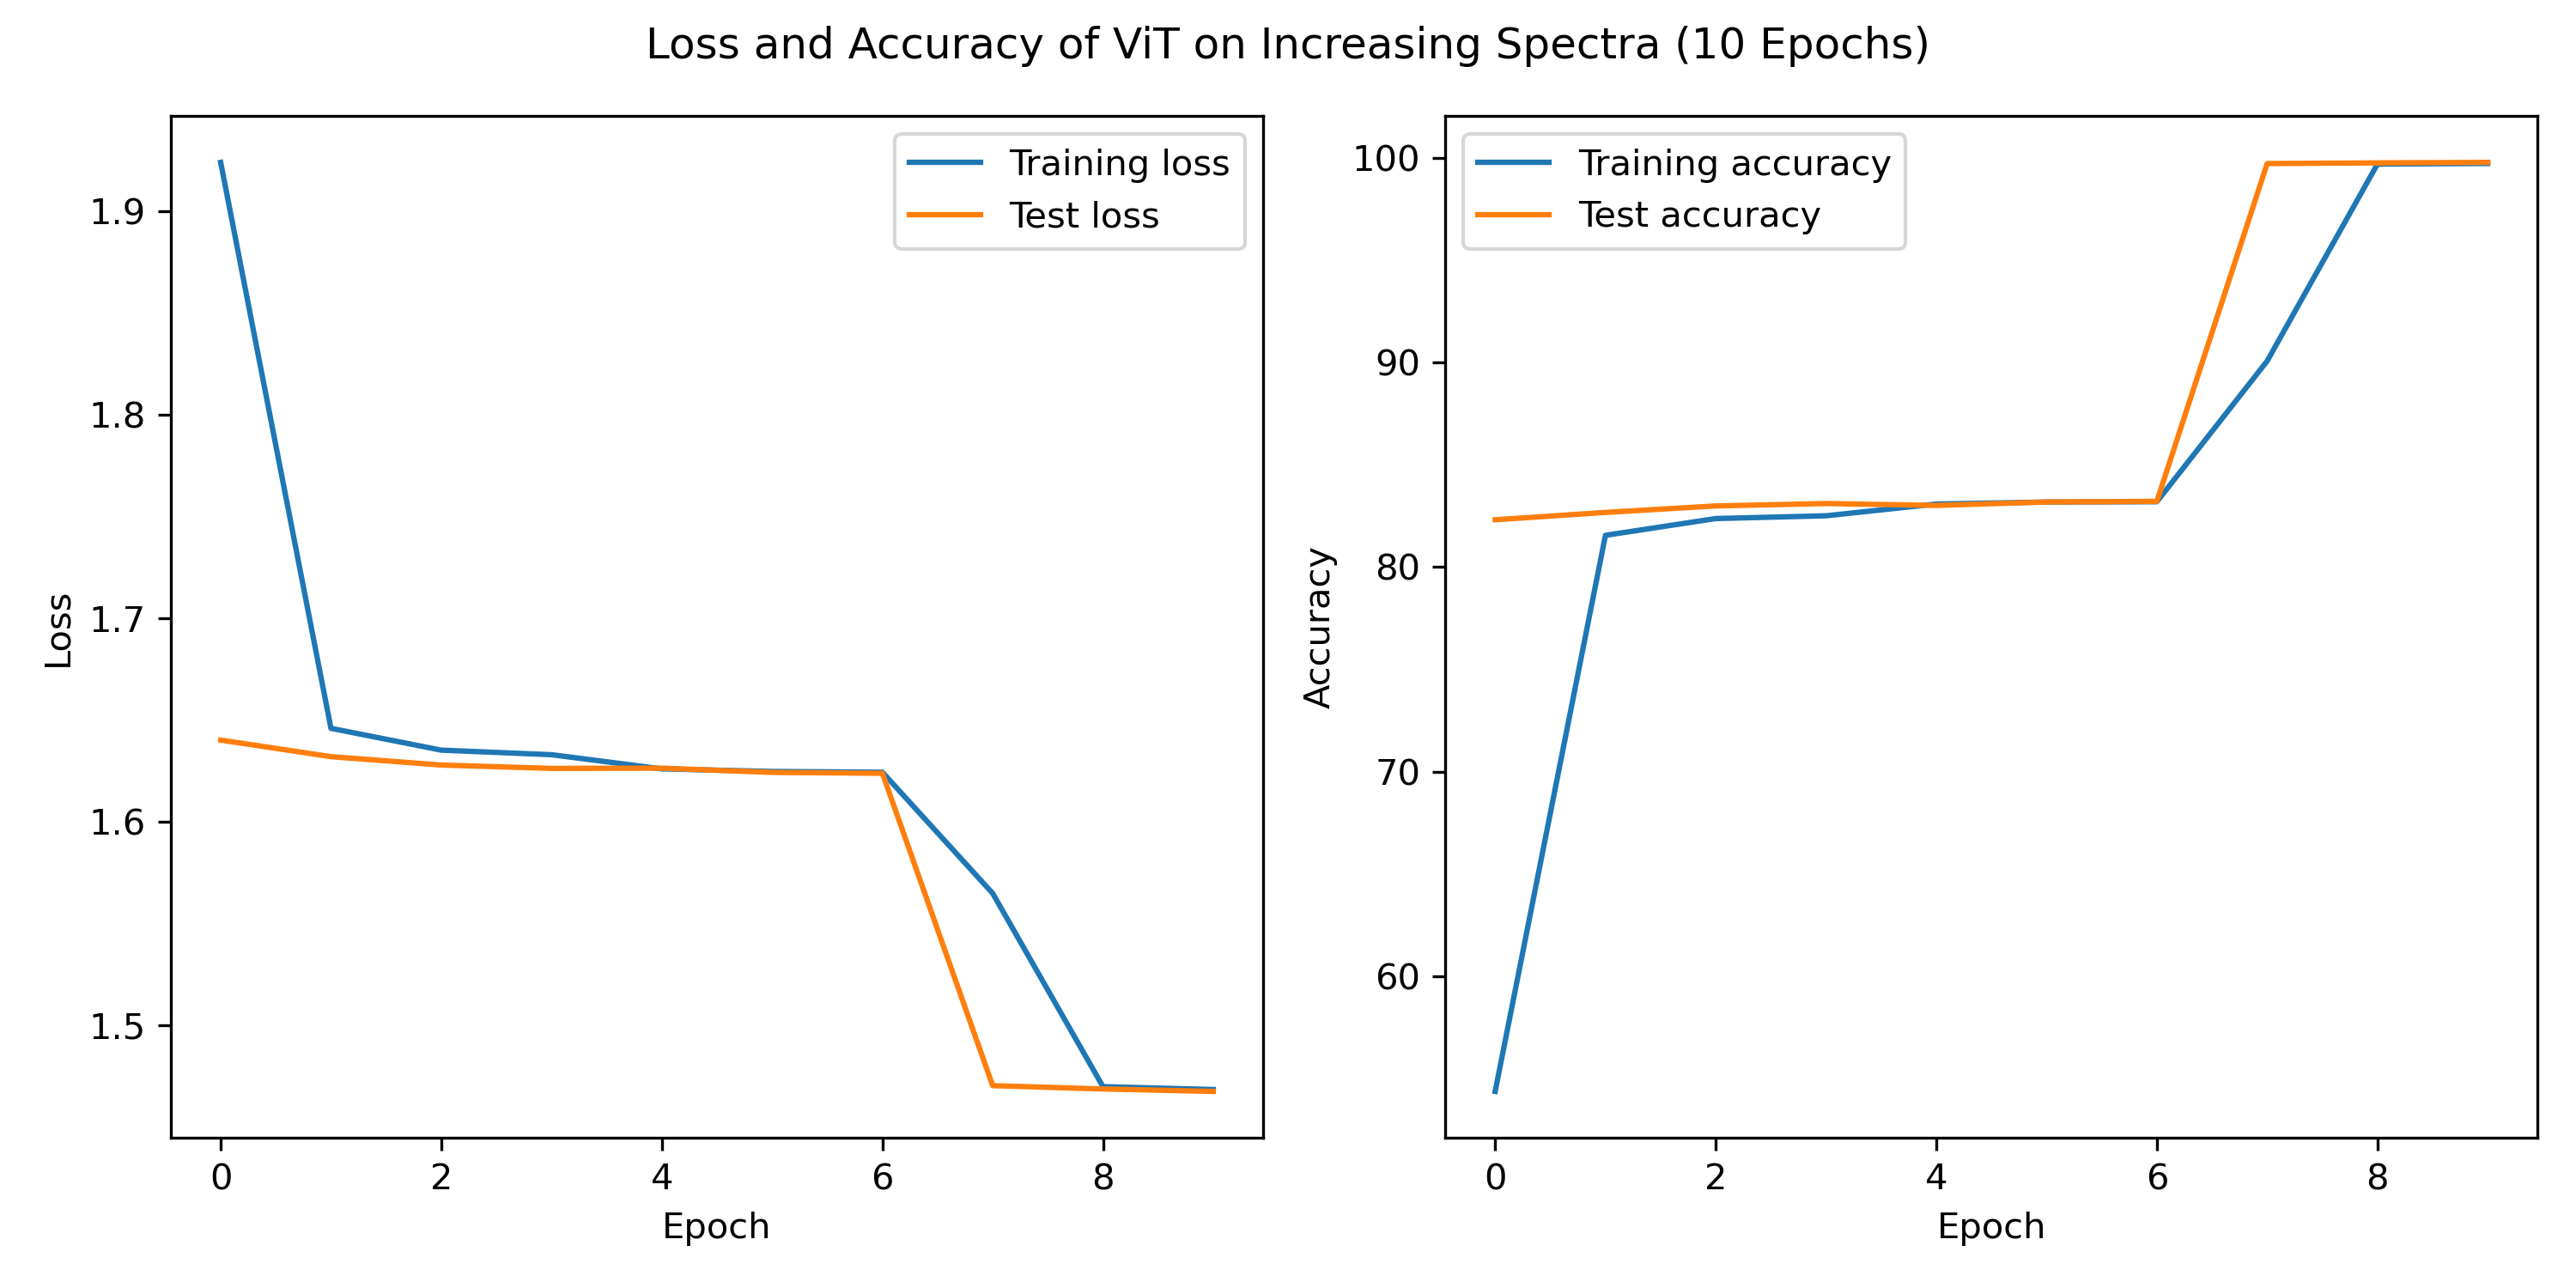 Loss and Accuracy of ViT on Increasing Spectra (10 Epochs)
Training loss
Test loss
1.9
1.8
1.7
1.6
1.5
Loss
0 2 4 6 8
Epoch
Training accuracy
Test accuracy
100
90
80
70
60
Accuracy
0 2 4 6 8
Epoch